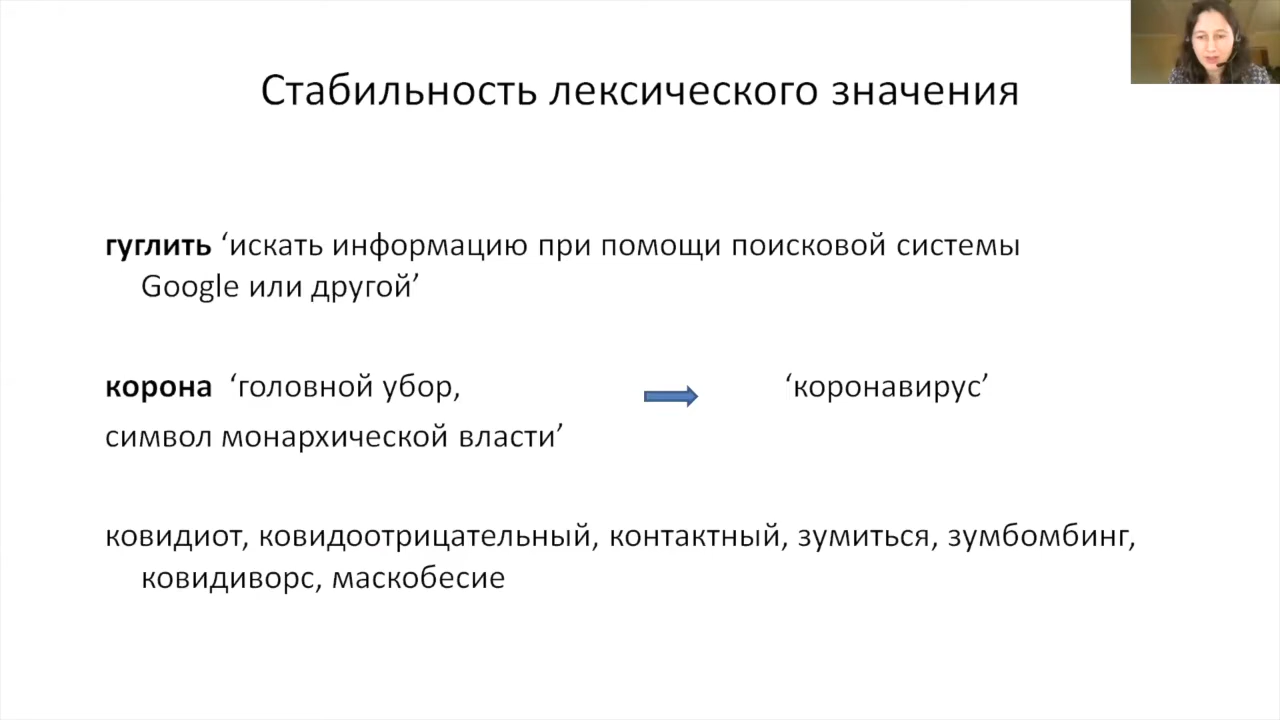 Стабильность лексического значения
гуглить ‘искать информацию при помощи поисковой системы
Google или другой’
корона ‘головной убор, ‘коронавирус’
символ монархической власти’
ковидиот, ковидоотрицательный, контактный, зумиться, зумбомбинг,
ковидиворс, маскобесие